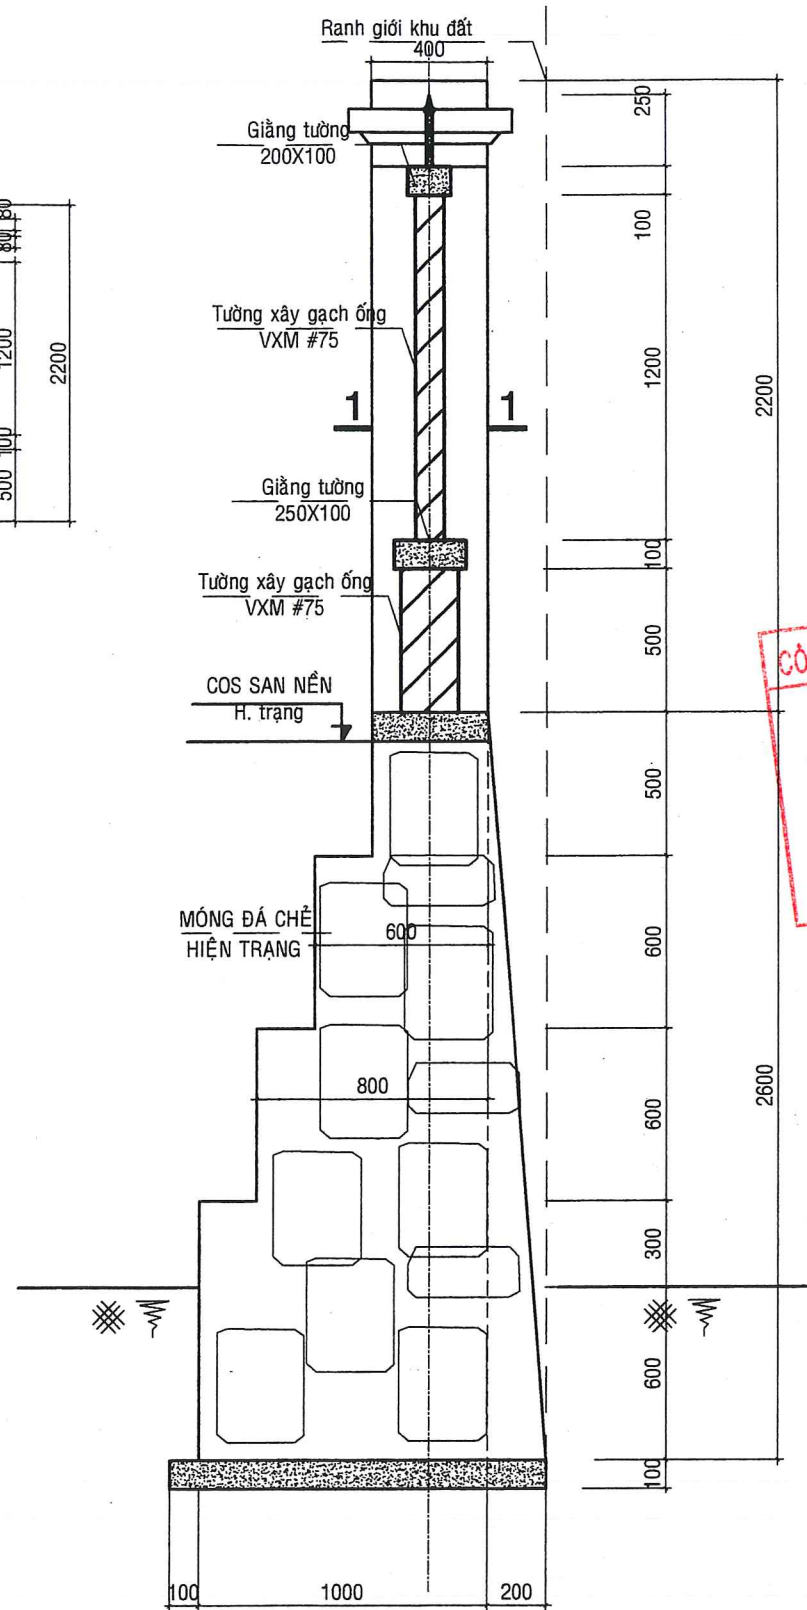 Ranh giới khu đất
400
250
Giằng tường
200X100
100
80
80
1200
2200
500 100
Tường xây gạch ống
VXM #75
1200
2200
1 1
Giằng tường
250X100
100
Tường xây gạch ống
VXM #75
500
COS SAN NỀN
H. trạng
500
MÓNG ĐÁ CHẺ
HIỆN TRẠNG
600
600
800
600
2600
300
600
100
100 1000 200